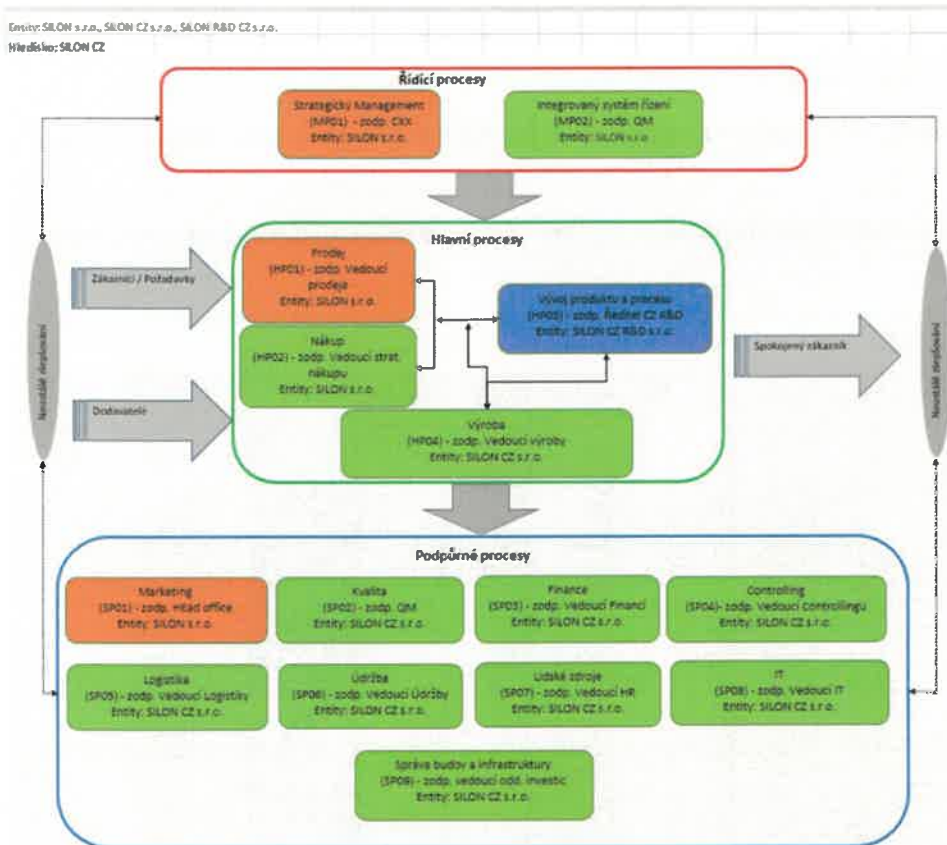 Entity: SILON s.r.o., SILON CZ s.r.o., SILON R&D CZ s.r.o.
Hledisko: SILON CZ
Řídící procesy
Strategický Management
(MP01) - zodp. CXX
Entity: SILON s.r.o.
Integrovaný systém řízení
(MP02) - zodp. QM
Entity: SILON s.r.o.
Hlavní procesy
Neustálé zlepšování
Zákazníci / Požadavky
Dodavatelé
Prodej
(HP01) - zodp. Vedoucí
prodeje
Entity: SILON s.r.o.
Nákup
(HP02) - zodp. Vedoucí strat.
nákupu
Entity: SILON s.r.o.
Vývoj produktu a procesu
(HP03) - zodp. Ředitel CZ R&D
Entity: SILON CZ R&D s.r.o.
Výroba
(HP04) - zodp. Vedoucí výroby
Entity: SILON CZ s.r.o.
Spokojený zákazník
Neustálé zlepšování
Podpůrné procesy
Marketing
(SP01) - zodp. Head office
Entity: SILON s.r.o.
Kvalita
(SP02) - zodp. QM
Entity: SILON CZ s.r.o.
Finance
(SP03) - zodp. Vedoucí Financí
Entity: SILON CZ s.r.o.
Controlling
(SP04)- zodp. Vedoucí Controllingu
Entity: SILON CZ s.r.o.
Logistika
(SP05) - zodp. Vedoucí Logistiky
Entity: SILON CZ s.r.o.
Údržba
(SP06) - zodp. Vedoucí Údržby
Entity: SILON CZ s.r.o.
Lidské zdroje
(SP07) - zodp. Vedoucí HR
Entity: SILON CZ s.r.o.
IT
(SP08) - zodp. Vedoucí IT
Entity: SILON CZ s.r.o.
Správa budov a infrastruktury
(SP09) - zodp. vedoucí odd. investic
Entity: SILON CZ s.r.o.